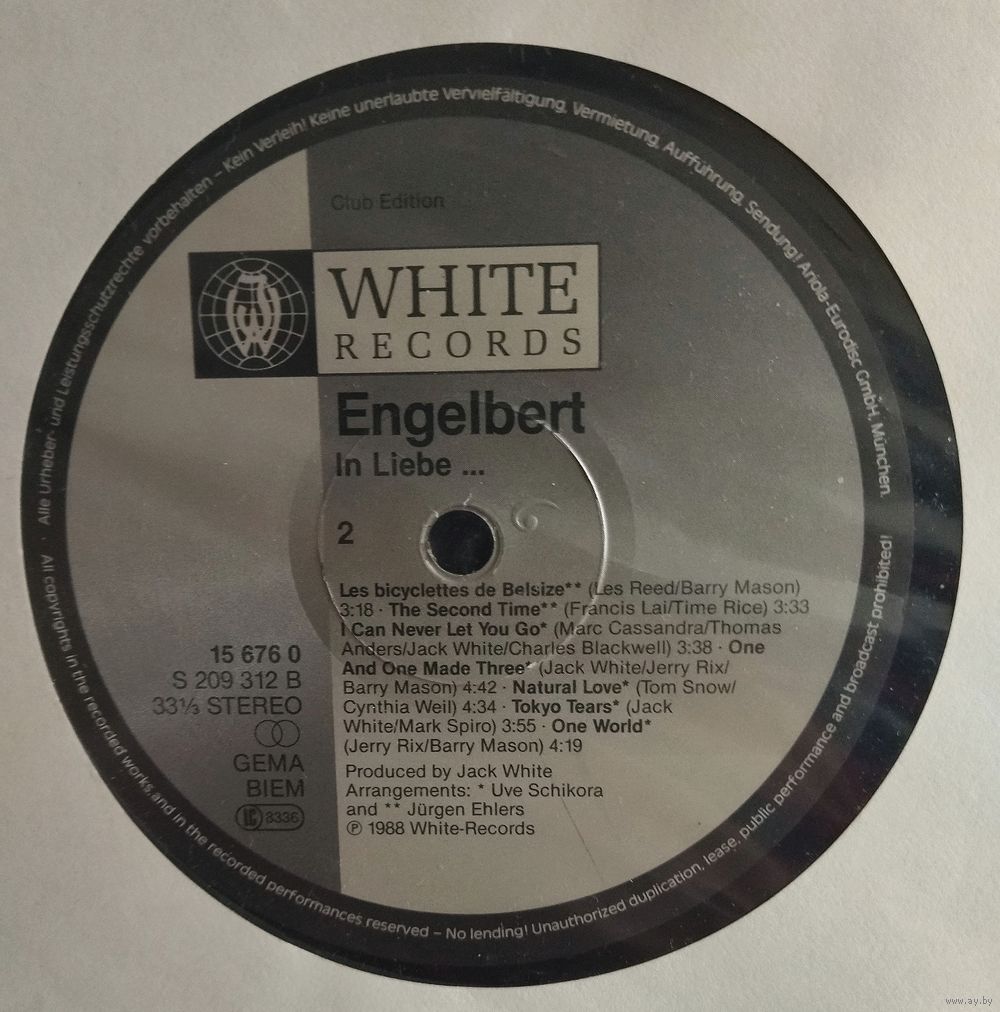 Alle Urheber- und Leistungsschutzrechte vorbehalten – Kein Verleih! Keine unerlaubte Vervielfältigung, Vermietung, Aufführung, Sendung! Ariola-Eurodisc GmbH, München.
Club Edition
WHITE
RECORDS
Engelbert
In Liebe ...
2
Les bicyclettes de Belsize** (Les Reed/Barry Mason)
3:18 · The Second Time** (Francis Lai/Time Rice) 3:33
I Can Never Let You Go* (Marc Cassandra/Thomas
Anders/Jack White/Charles Blackwell) 3:38 · One
And One Made Three* (Jack White/Jerry Rix/
Barry Mason) 4:42 · Natural Love* (Tom Snow/
Cynthia Weil) 4:34 · Tokyo Tears* (Jack
White/Mark Spiro) 3:55 · One World*
(Jerry Rix/Barry Mason) 4:19
15 676 0
S 209 312 B
33⅓ STEREO
GEMA
BIEM
LC 8336
Produced by Jack White
Arrangements: * Uve Schikora
and ** Jürgen Ehlers
℗ 1988 White-Records
All copyrights in the recorded works and in the recorded performances reserved – No lending! Unauthorized duplication, lease, public performance and broadcast prohibited!
www.ay.by